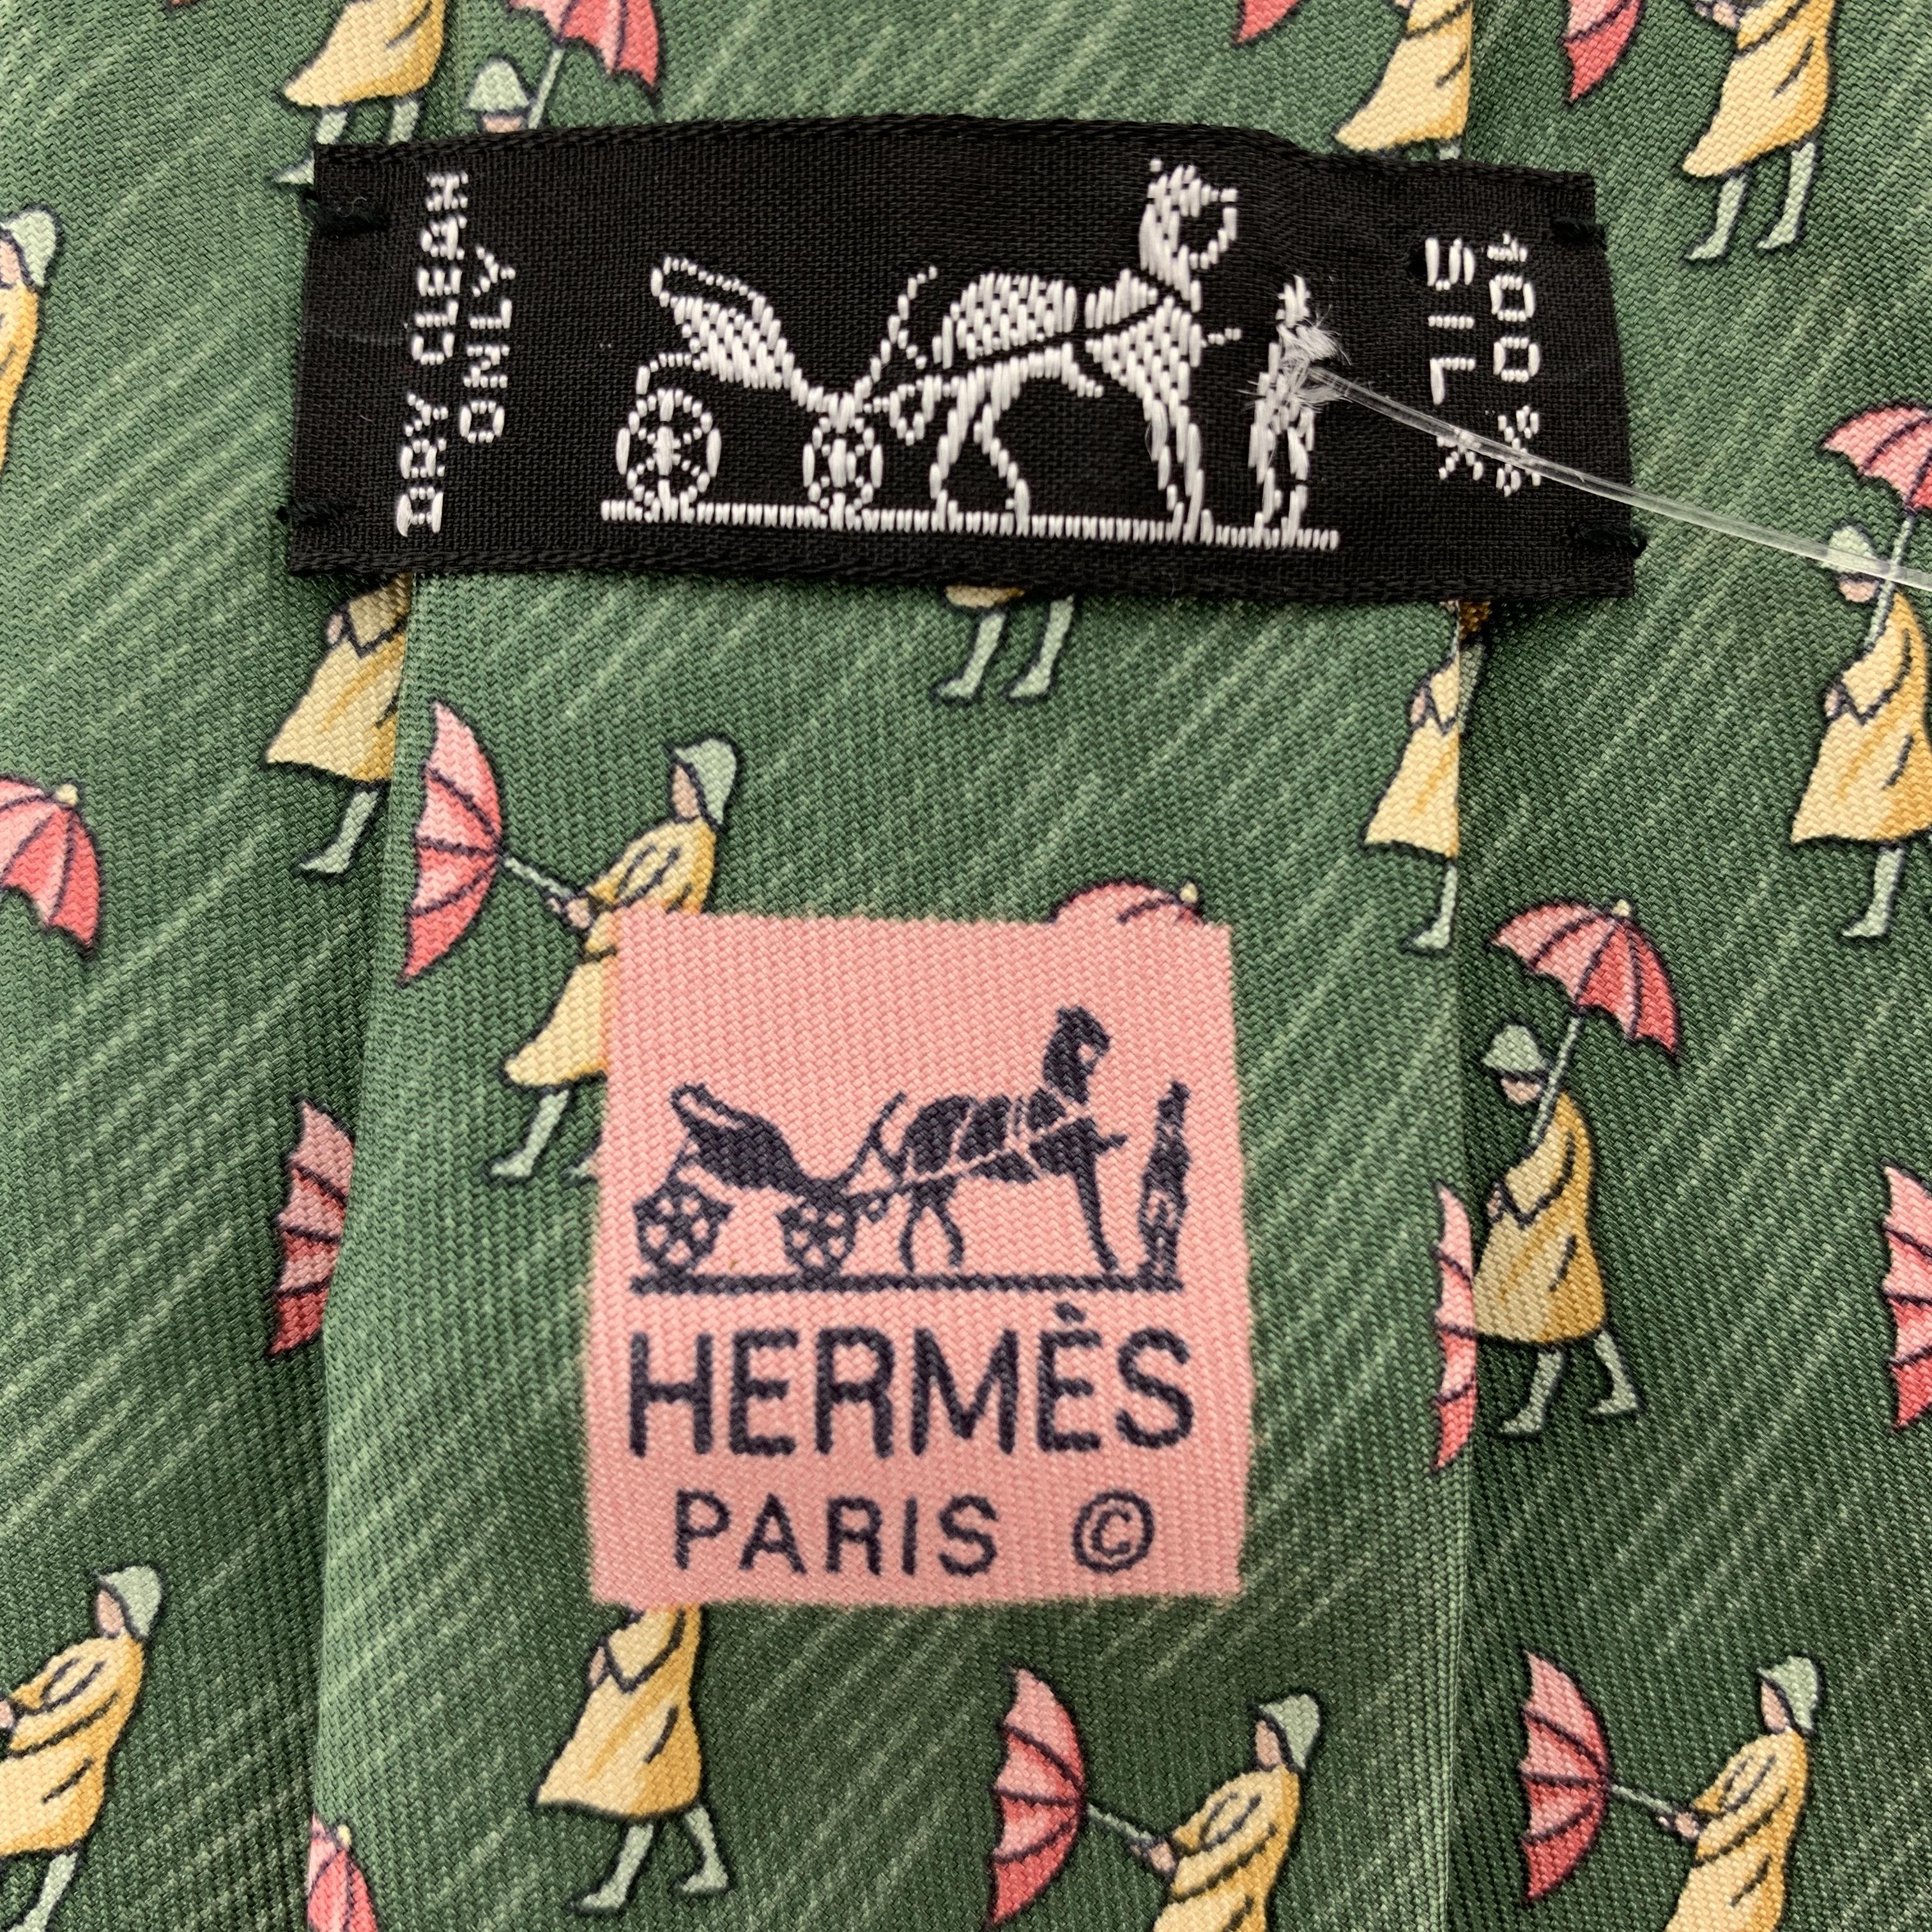 DRY CLEAN
ONLY
100 %
SILK
HERMÈS
PARIS ©